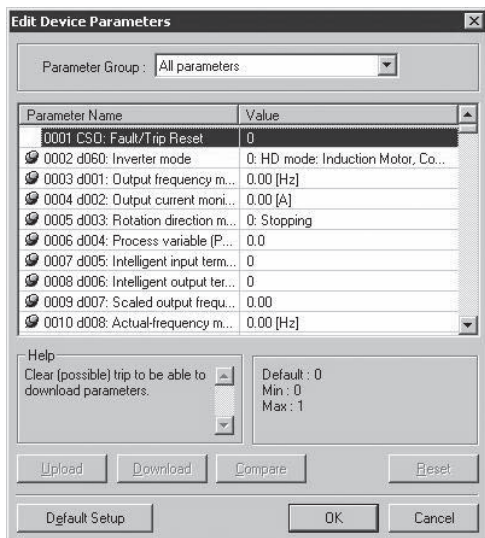 Edit Device Parameters
Parameter Group : All parameters
Parameter Name Value
0001 CSO: Fault/Trip Reset 0
0002 d060: Inverter mode 0: HD mode: Induction Motor, Co...
0003 d001: Output frequency m... 0.00 [Hz]
0004 d002: Output current moni... 0.00 [A]
0005 d003: Rotation direction m... 0: Stopping
0006 d004: Process variable (P... 0.0
0007 d005: Intelligent input term... 0
0008 d006: Intelligent output ter... 0
0009 d007: Scaled output frequ... 0.00
0010 d008: Actual-frequency m... 0.00 [Hz]
Help
Clear (possible) trip to be able to
download parameters.
Default : 0
Min : 0
Max : 1
Upload Download Compare Reset
Default Setup OK Cancel